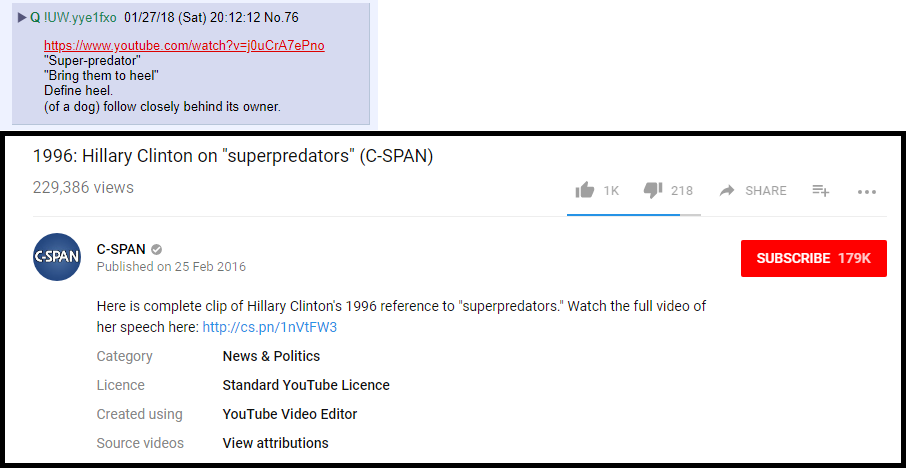 Q !UW.yye1fxo 01/27/18 (Sat) 20:12:12 No.76
https://www.youtube.com/watch?v=j0uCrA7ePno
"Super-predator"
"Bring them to heel"
Define heel.
(of a dog) follow closely behind its owner.
1996: Hillary Clinton on "superpredators" (C-SPAN)
229,386 views
1K 218 SHARE
C-SPAN
C-SPAN
Published on 25 Feb 2016
SUBSCRIBE 179K
Here is complete clip of Hillary Clinton's 1996 reference to "superpredators." Watch the full video of
her speech here: http://cs.pn/1nVtFW3
Category News & Politics
Licence Standard YouTube Licence
Created using YouTube Video Editor
Source videos View attributions